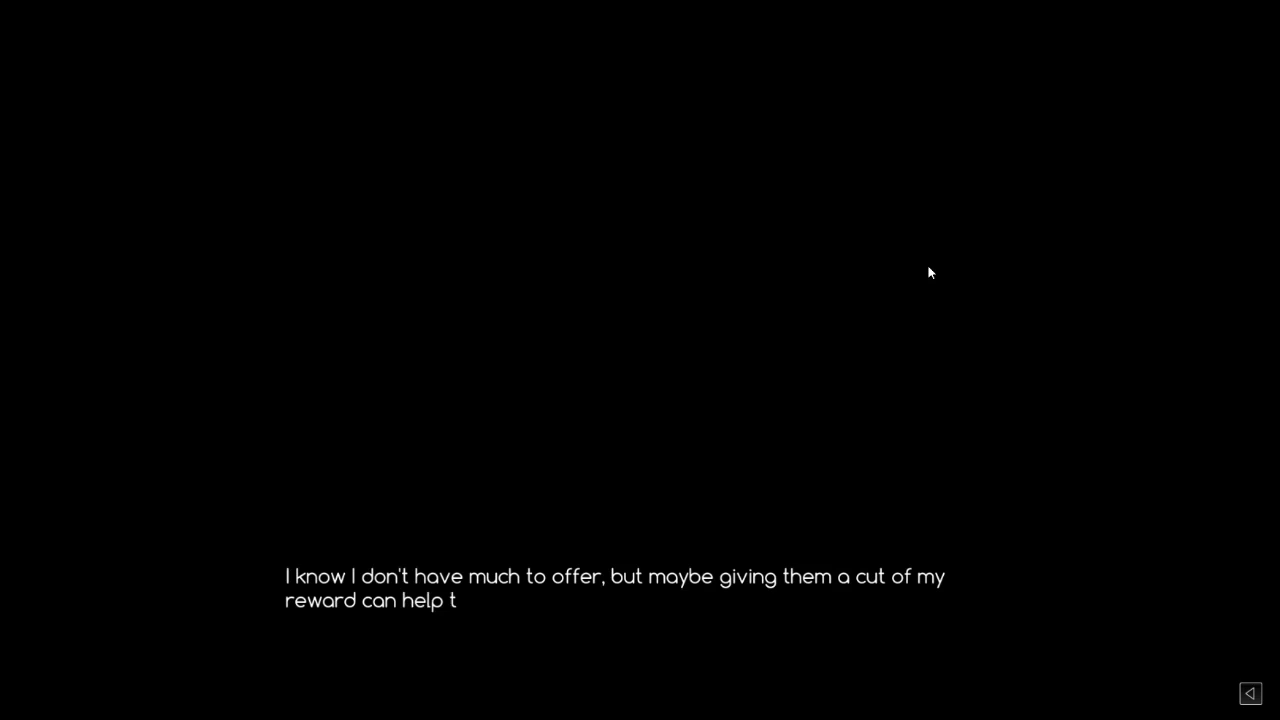 I know I don't have much to offer, but maybe giving them a cut of my
reward can help t